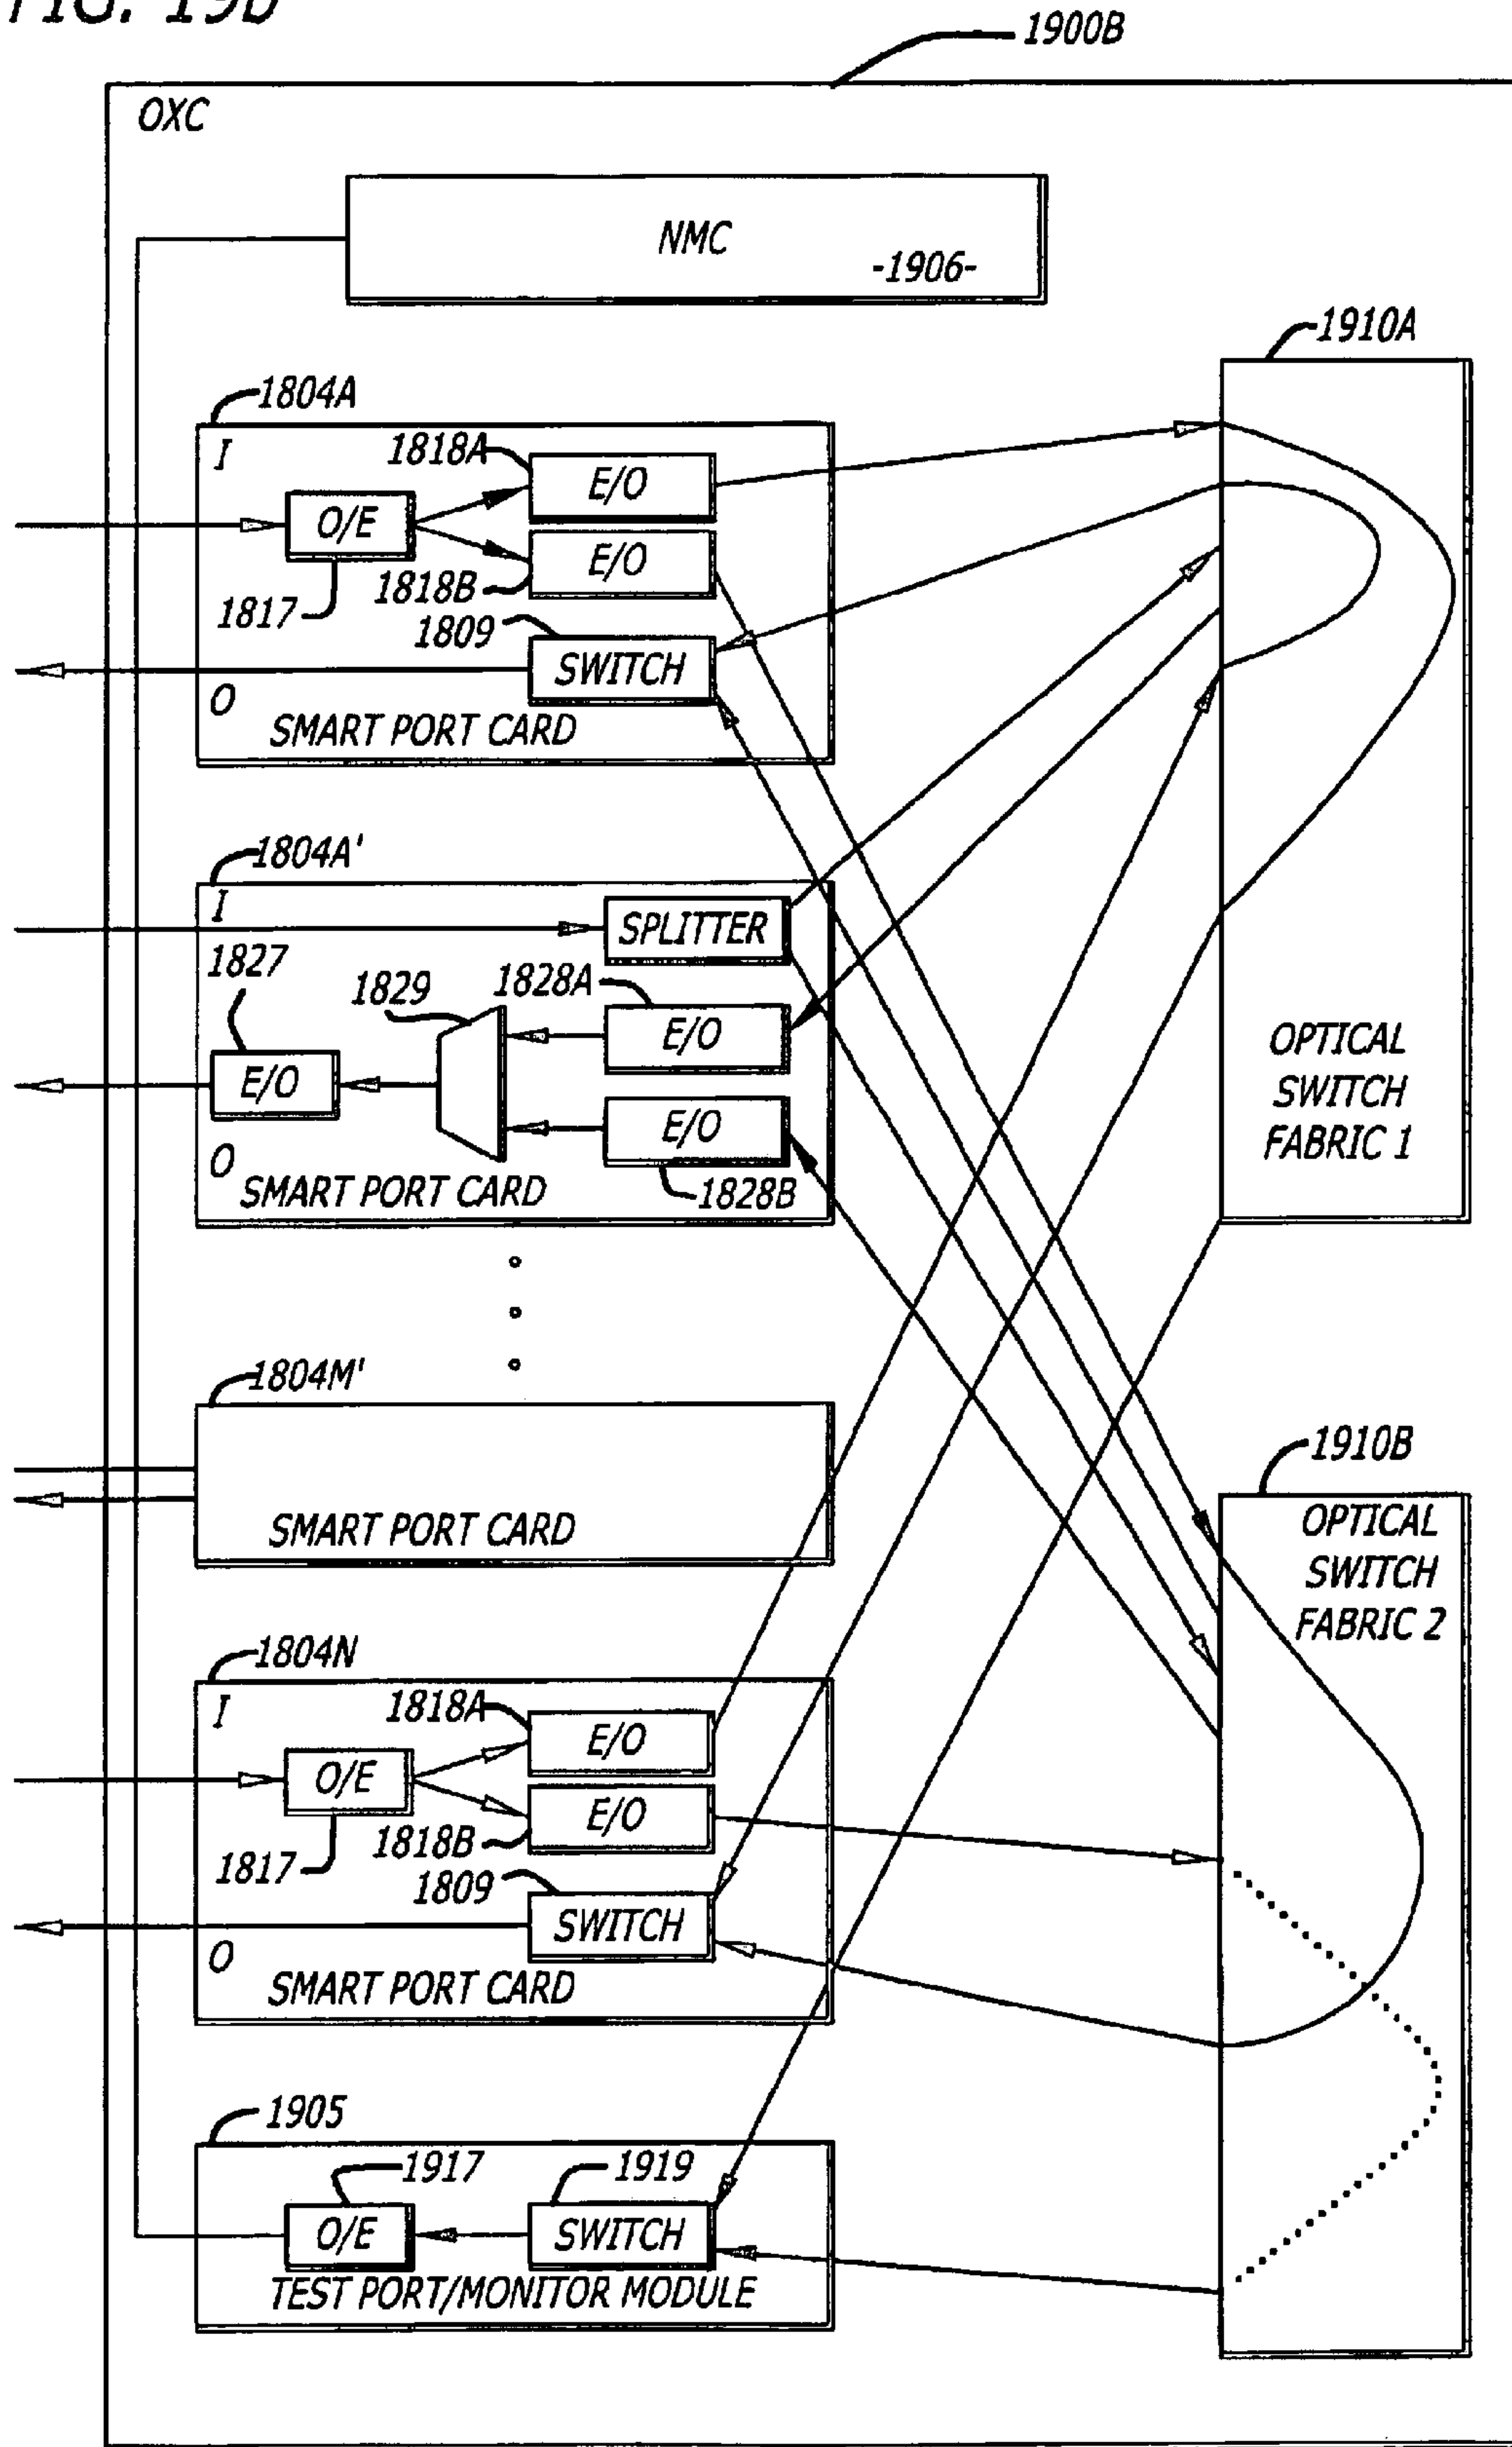 FIG. 19b
1900B
OXC
NMC
-1906-
1910A
1804A
I
1818A
E/O
O/E
E/O
1818B
1817
1809
SWITCH
O
SMART PORT CARD
1804A'
I
SPLITTER
1827
1829
1828A
E/O
E/O
E/O
O
1828B
SMART PORT CARD
OPTICAL
SWITCH
FABRIC 1
1804M'
SMART PORT CARD
1910B
OPTICAL
SWITCH
FABRIC 2
1804N
I
1818A
E/O
O/E
E/O
1818B
1817
1809
SWITCH
O
SMART PORT CARD
1905
1917
1919
O/E
SWITCH
TEST PORT/MONITOR MODULE